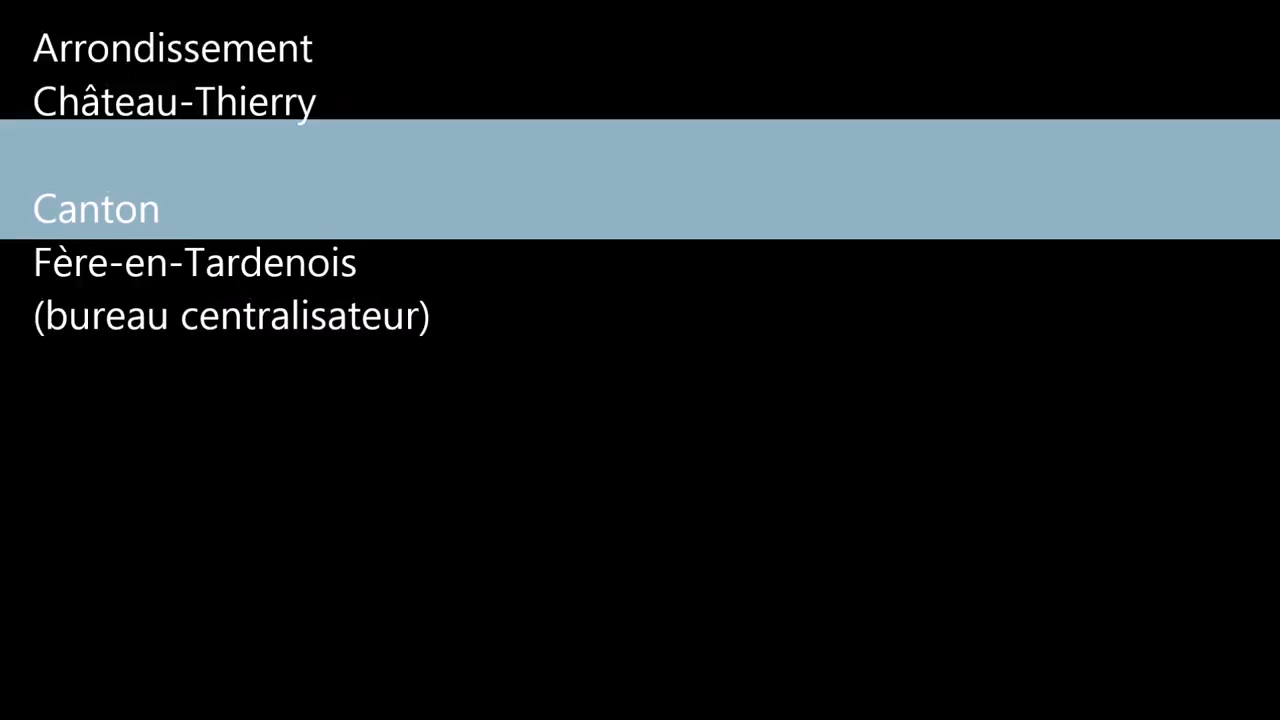 Arrondissement
Château-Thierry
Canton
Fère-en-Tardenois
(bureau centralisateur)